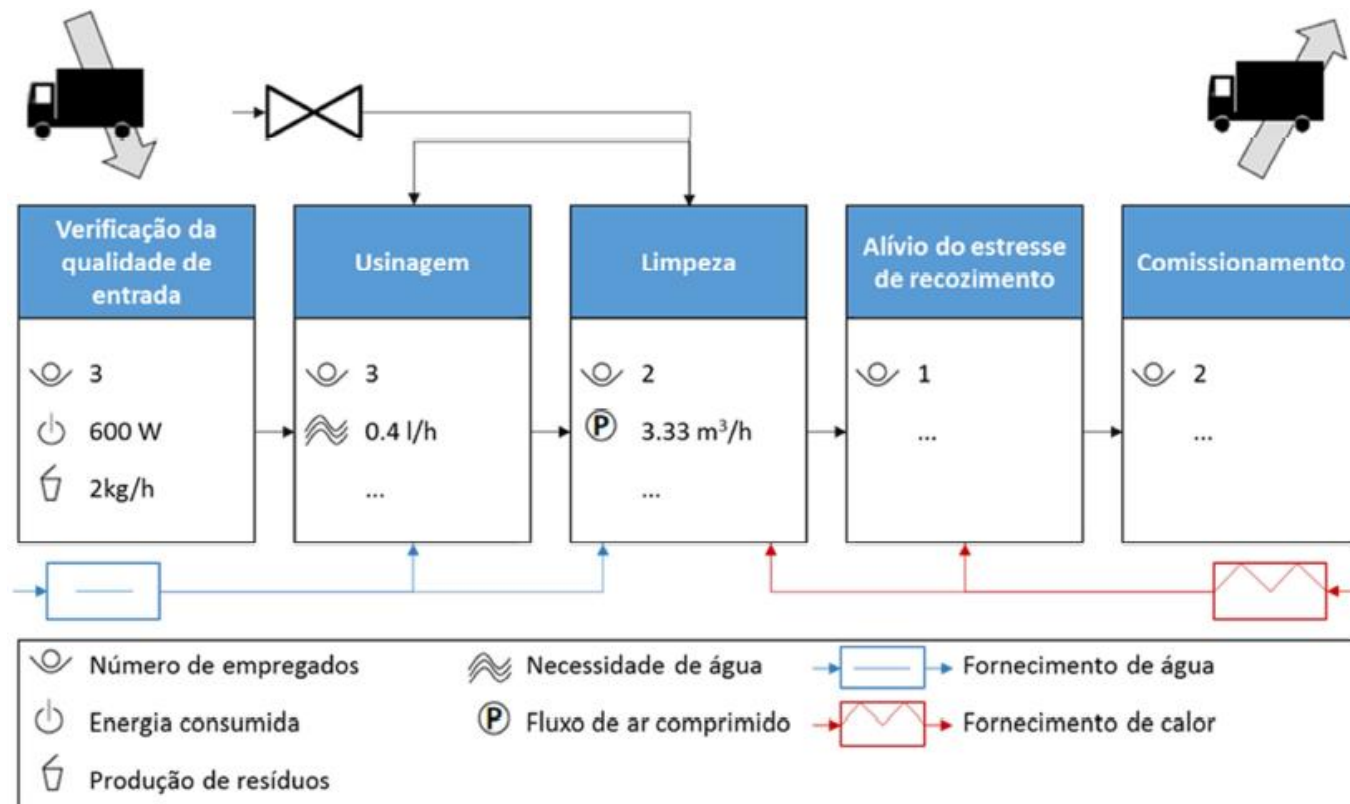 Verificação da
qualidade de
entrada
Usinagem
Limpeza
Alívio do estresse
de recozimento
Comissionamento
3
600 W
2kg/h
3
0.4 l/h
...
2
P 3.33 m³/h
...
1
...
2
...
Número de empregados
Necessidade de água
Fornecimento de água
Energia consumida
P Fluxo de ar comprimido
Fornecimento de calor
Produção de resíduos